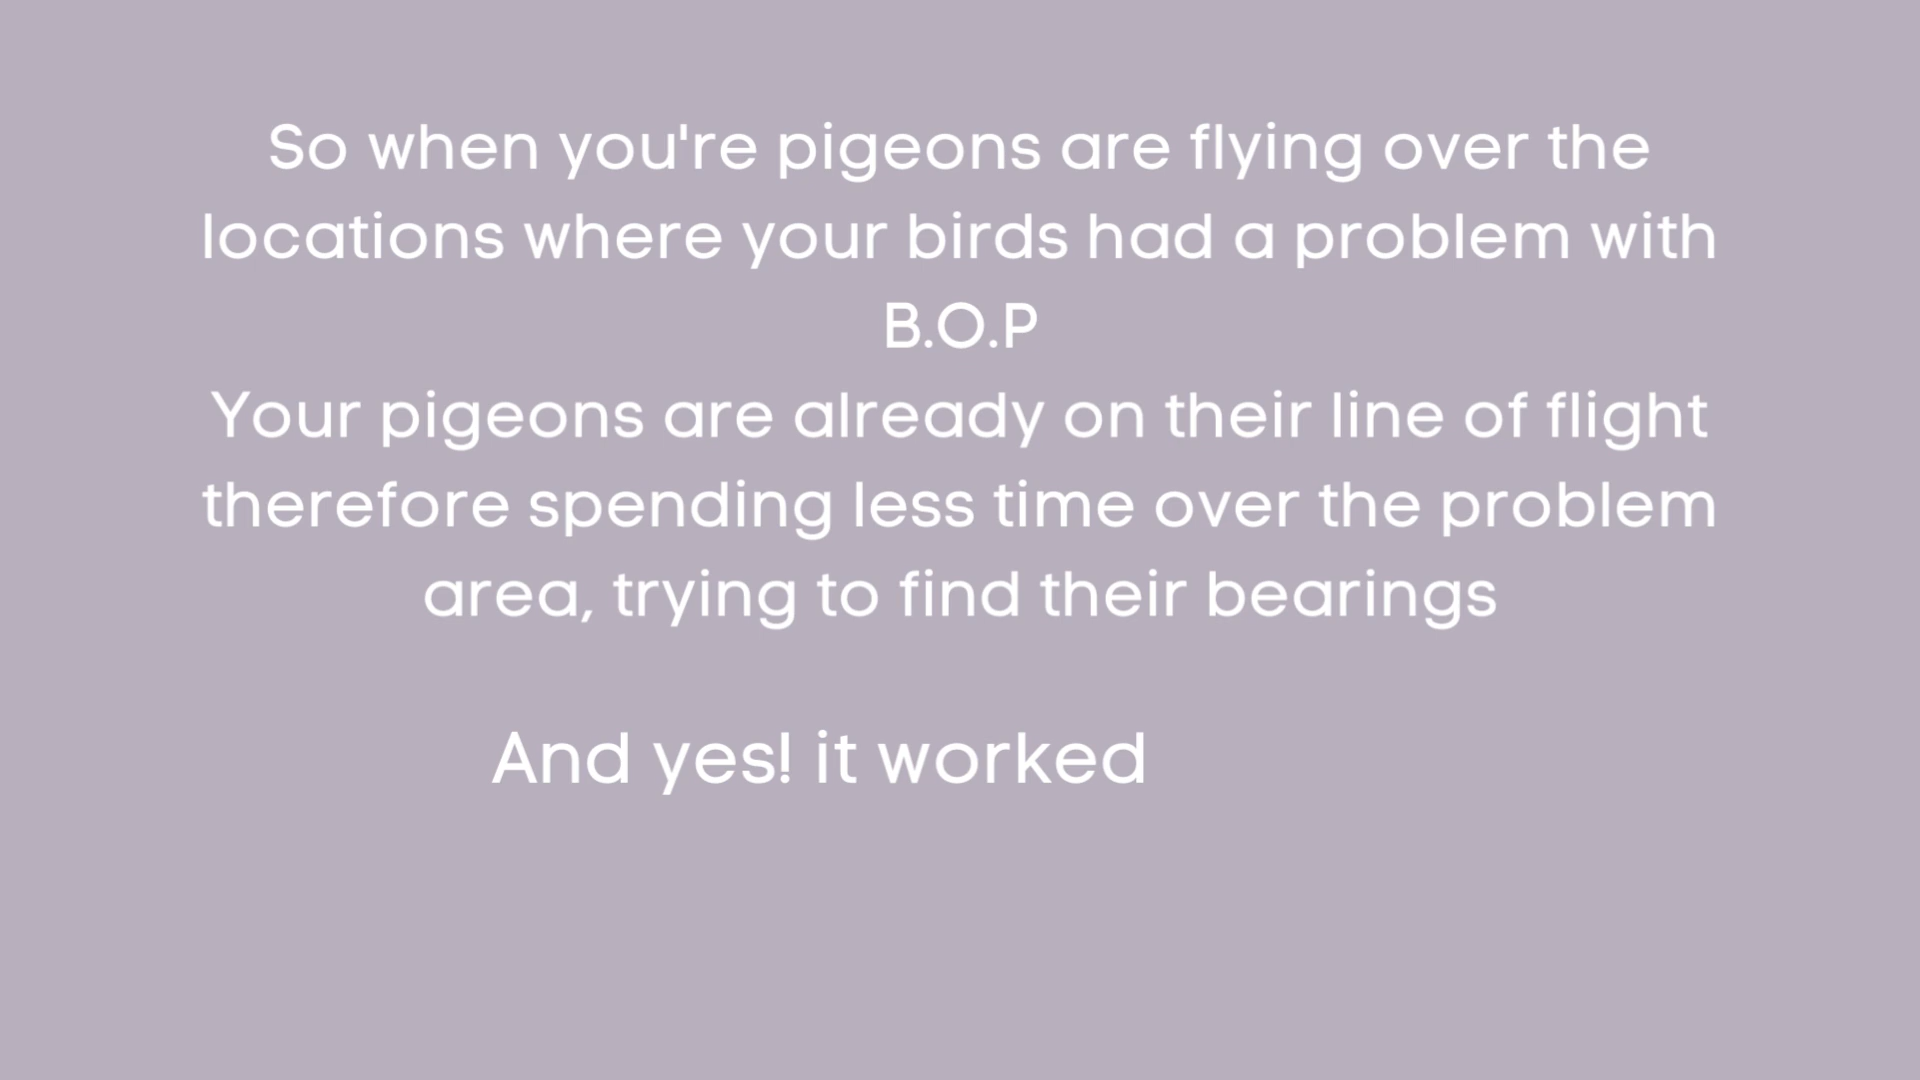 So when you're pigeons are flying over the
locations where your birds had a problem with
B.O.P
Your pigeons are already on their line of flight
therefore spending less time over the problem
area, trying to find their bearings
And yes! it worked